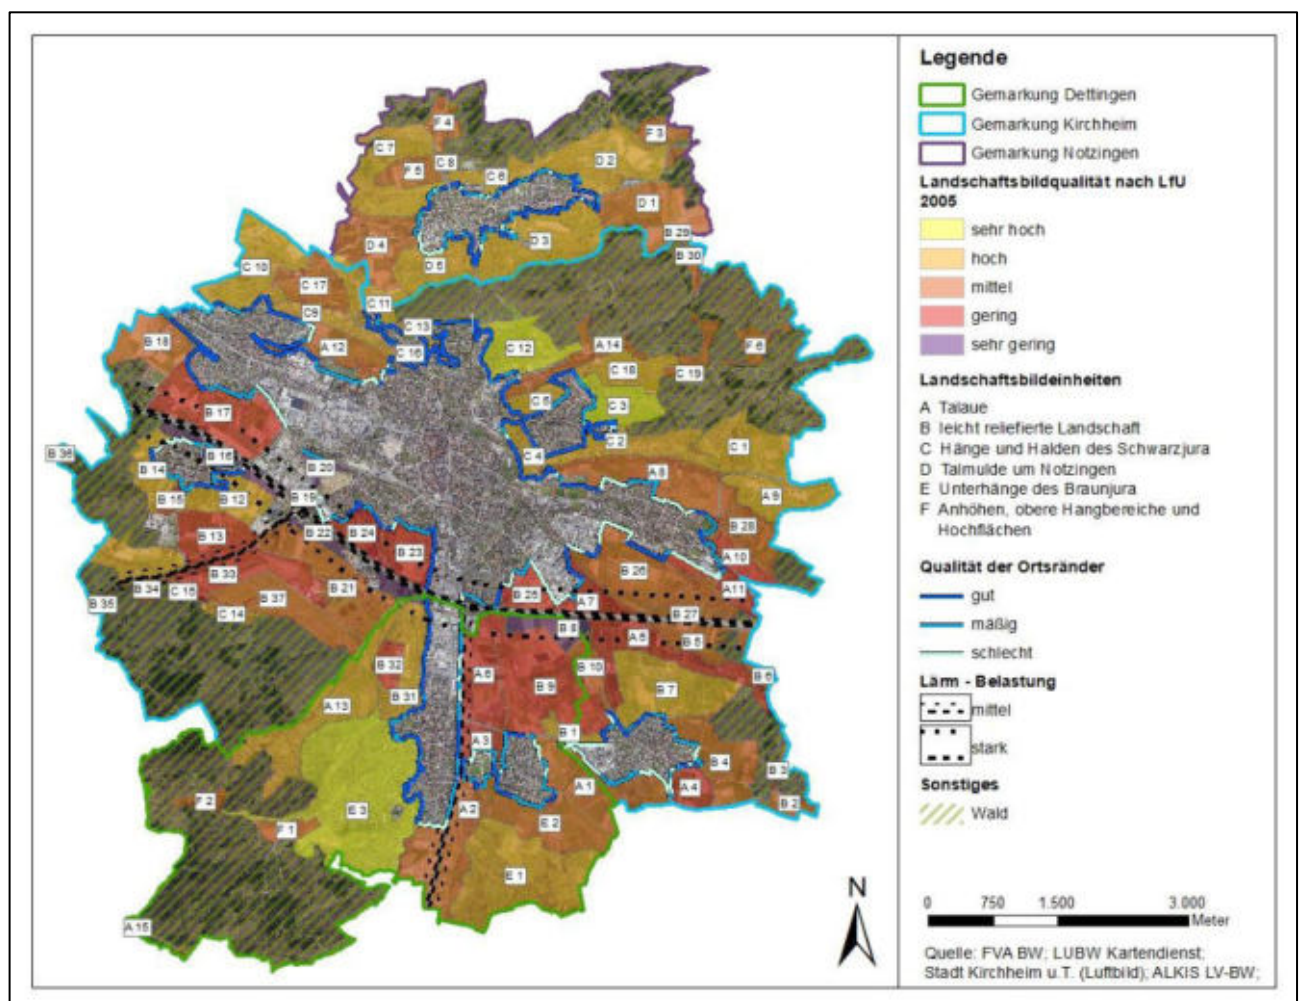 F 4
F 3
C 7
C 8
D 2
F 5
C 6
D 1
B 29
D 4
D 3
B 30
D 5
C 10
C 17
C 11
C9
C 13
B 18
A 12
C 16
C 12
A 14
F 6
C 18
C 19
C 5
C 3
B 17
C 2
C 1
B 36
B 16
C 4
B 14
B 20
A 8
B 15
B 12
B 19
A 9
B 13
B 22
B 24
B 28
B 23
A 10
B 33
B 26
B 34
C 15
B 21
A11
B 35
B 37
B 25
A 7
C 14
B 27
B 8
A 5
B 5
B 32
A 6
B 10
B 6
B 9
B 7
B 31
A 13
B 1
A 3
B 4
B 3
A 1
A 4
F 2
E 3
A 2
B 2
F 1
E 2
E 1
A 15
N
Legende
Gemarkung Dettingen
Gemarkung Kirchheim
Gemarkung Notzingen
Landschaftsbildqualität nach LfU
2005
sehr hoch
hoch
mittel
gering
sehr gering
Landschaftsbildeinheiten
A Talaue
B leicht reliefierte Landschaft
C Hänge und Halden des Schwarzjura
D Talmulde um Notzingen
E Unterhänge des Braunjura
F Anhöhen, obere Hangbereiche und
Hochflächen
Qualität der Ortsränder
gut
mäßig
schlecht
Lärm - Belastung
mittel
stark
Sonstiges
Wald
0 750 1.500 3.000
Meter
Quelle: FVA BW; LUBW Kartendienst;
Stadt Kirchheim u.T. (Luftbild); ALKIS LV-BW;